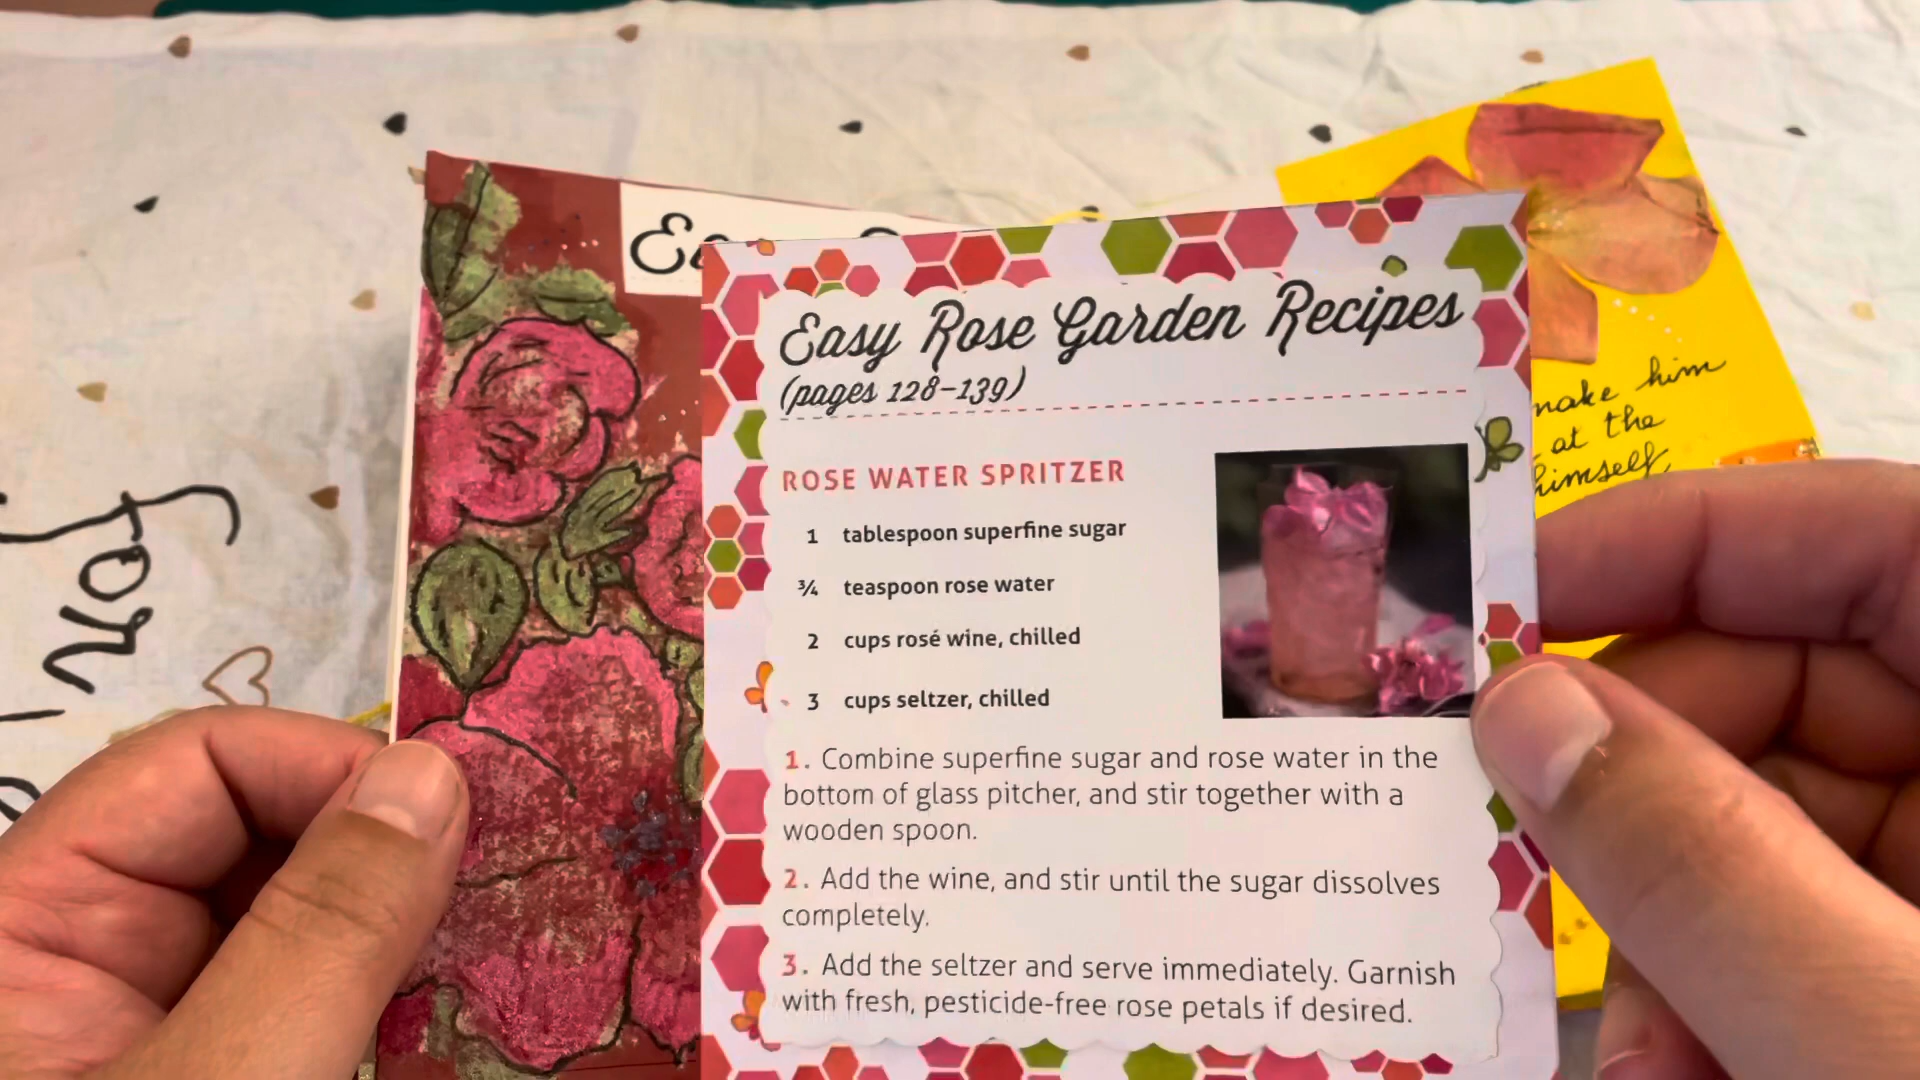 Easy Rose Garden Recipes
(pages 128–139)
ROSE WATER SPRITZER
1 tablespoon superfine sugar
¾ teaspoon rose water
2 cups rosé wine, chilled
3 cups seltzer, chilled
1. Combine superfine sugar and rose water in the
bottom of glass pitcher, and stir together with a
wooden spoon.
2. Add the wine, and stir until the sugar dissolves
completely.
3. Add the seltzer and serve immediately. Garnish
with fresh, pesticide-free rose petals if desired.
make him
at the
himself
for